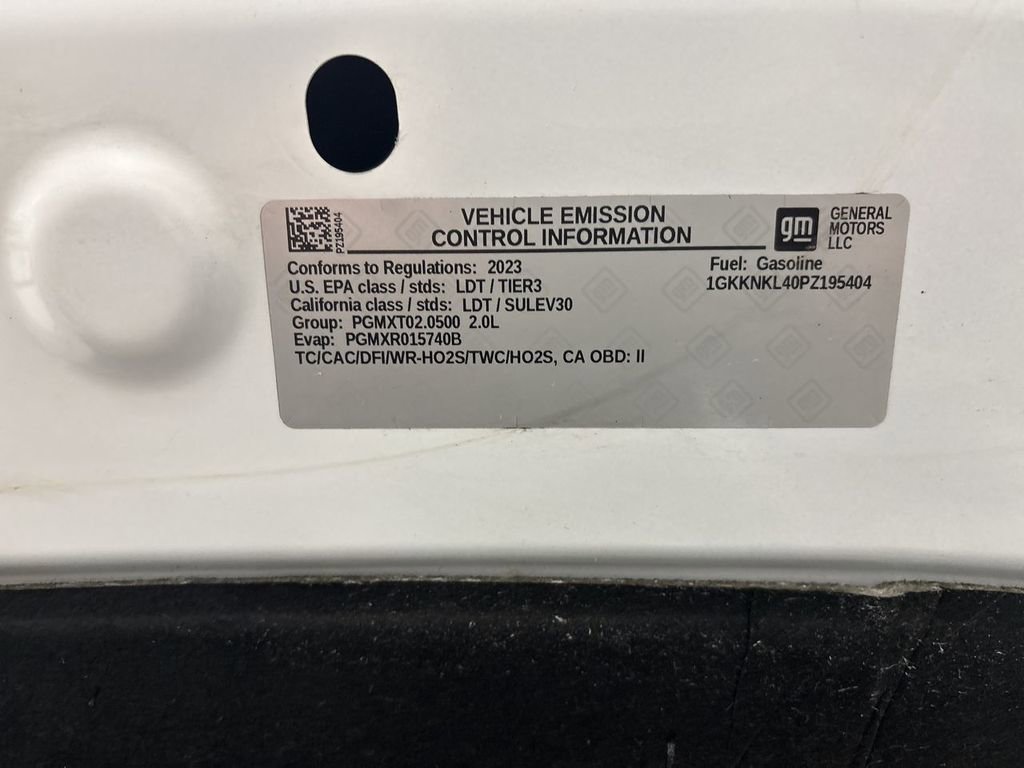 PZ195404
VEHICLE EMISSION
CONTROL INFORMATION
gm
GENERAL
MOTORS
LLC
Conforms to Regulations: 2023
U.S. EPA class / stds: LDT / TIER3
California class / stds: LDT / SULEV30
Group: PGMXT02.0500 2.0L
Evap: PGMXR015740B
TC/CAC/DFI/WR-HO2S/TWC/HO2S, CA OBD: II
Fuel: Gasoline
1GKKNKL40PZ195404